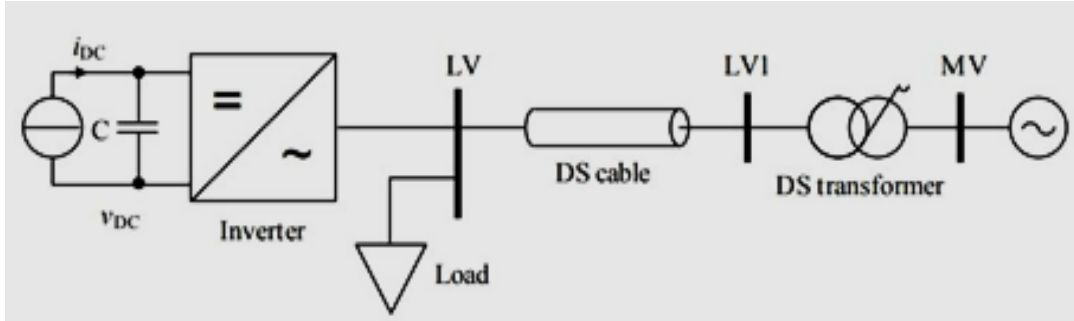 iDC
C
vDC
Inverter
LV
Load
DS cable
LV1
DS transformer
MV